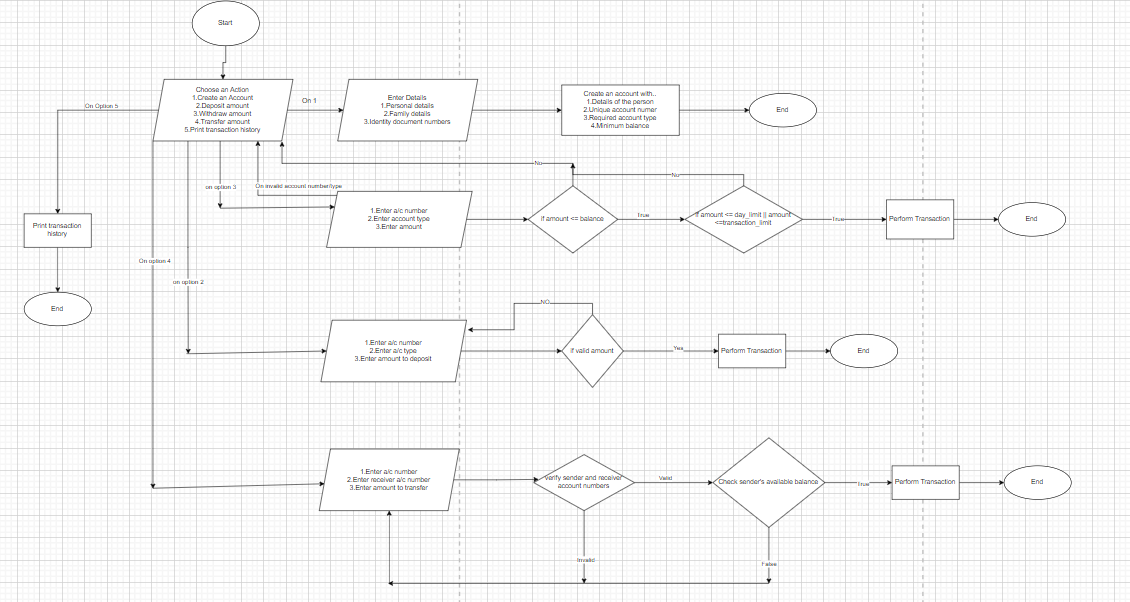 Start
Choose an Action
1.Create an Account
2.Deposit amount
3.Withdraw amount
4.Transfer amount
5.Print transaction history
On Option 5
On 1
Enter Details
1.Personal details
2.Family details
3.Identity document numbers
Create an account with..
1.Details of the person
2.Unique account numer
3.Required account type
4.Minimum balance
End
No
No
on option 3
On invalid account number/type
1.Enter a/c number
2.Enter account type
3.Enter amount
if amount <= balance
True
if amount <= day_limit || amount
<=transaction_limit
True
Perform Transaction
End
Print transaction
history
On option 4
on option 2
End
NO
1.Enter a/c number
2.Enter a/c type
3.Enter amount to deposit
If valid amount
Yes
Perform Transaction
End
1.Enter a/c number
2.Enter receiver a/c number
3.Enter amount to transfer
verify sender and receiver
account numbers
Valid
Check sender's available balance
True
Perform Transaction
End
Invalid
False